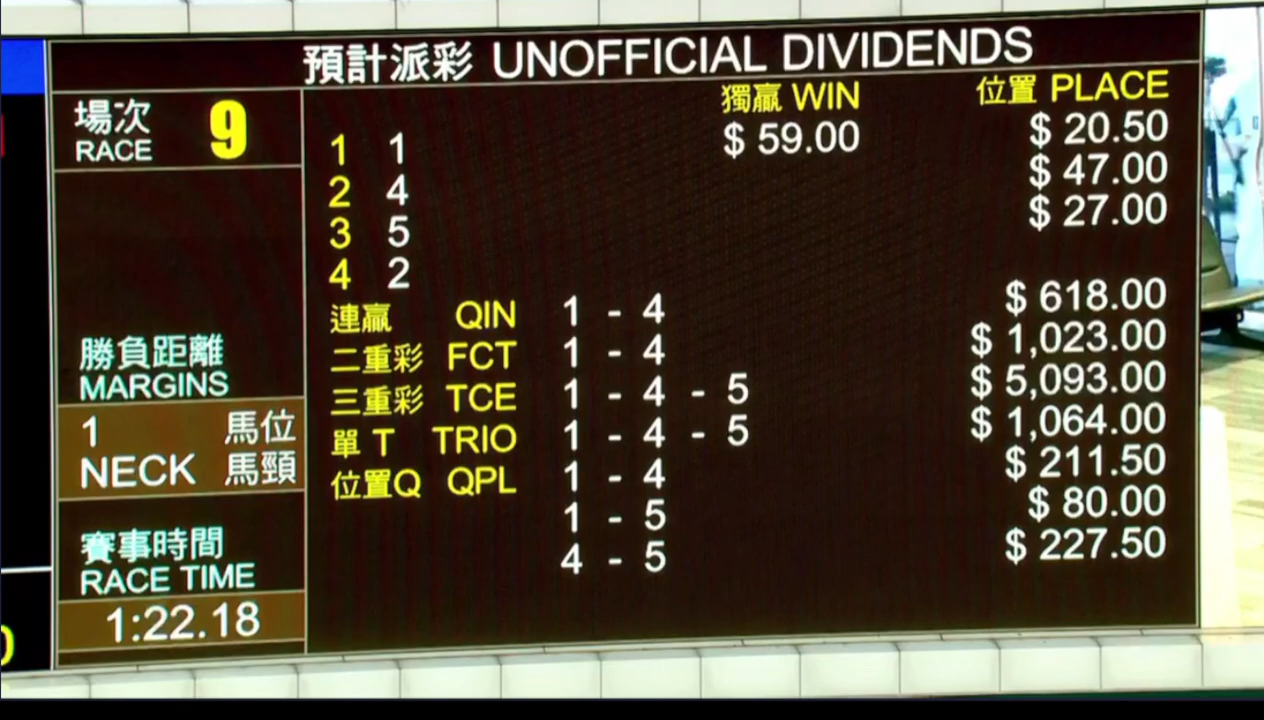 預計派彩 UNOFFICIAL DIVIDENDS
場次 RACE 9
獨贏 WIN 位置 PLACE
1 1 $ 59.00 $ 20.50
2 4 $ 47.00
3 5 $ 27.00
4 2
連贏 QIN 1 - 4 $ 618.00
二重彩 FCT 1 - 4 $ 1,023.00
三重彩 TCE 1 - 4 - 5 $ 5,093.00
單 T TRIO 1 - 4 - 5 $ 1,064.00
位置Q QPL 1 - 4 $ 211.50
1 - 5 $ 80.00
4 - 5 $ 227.50
勝負距離
MARGINS
1 馬位
NECK 馬頸
賽事時間
RACE TIME
1:22.18